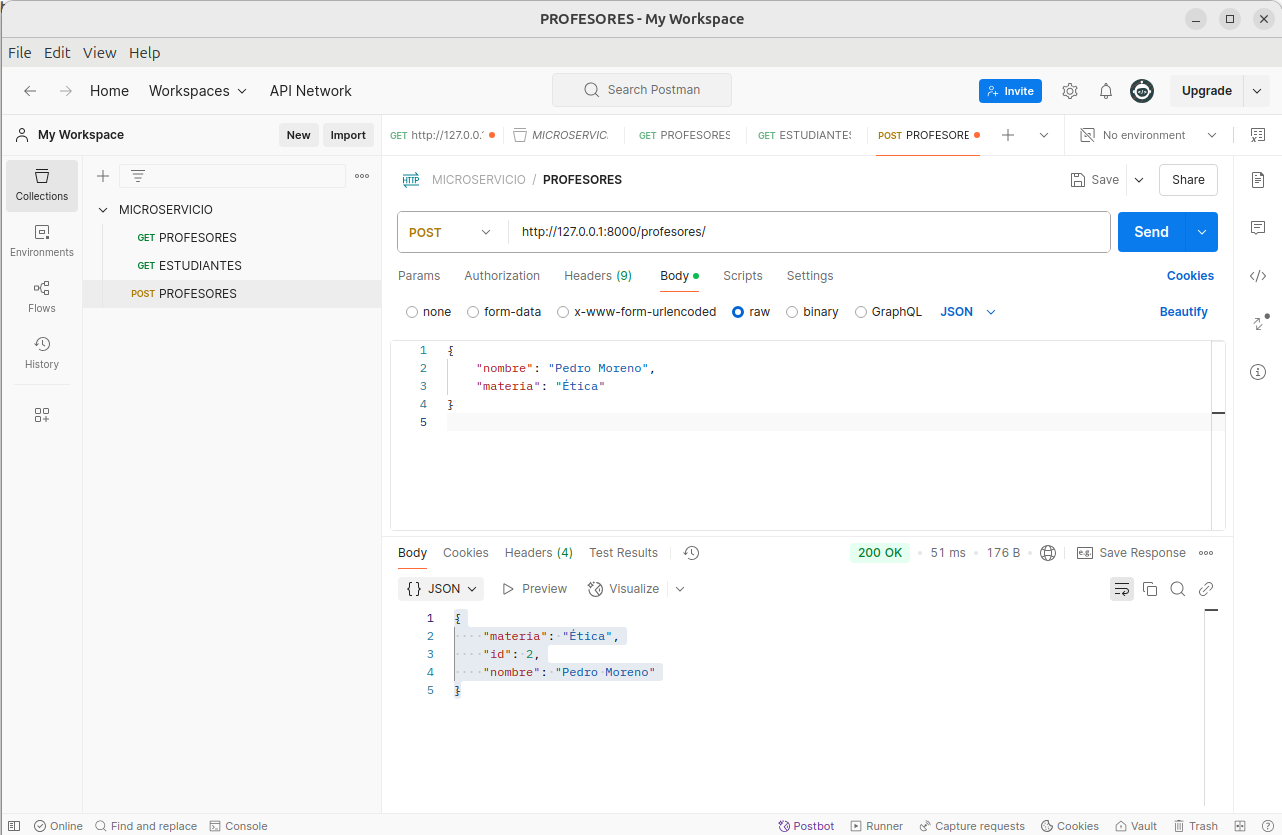 PROFESORES - My Workspace
File Edit View Help
Home Workspaces API Network Search Postman Invite Upgrade
My Workspace New Import GET http://127.0.0. MICROSERVIC GET PROFESORES GET ESTUDIANTES POST PROFESORE No environment
Collections
Environments
Flows
History
MICROSERVICIO
GET PROFESORES
GET ESTUDIANTES
POST PROFESORES
HTTP MICROSERVICIO / PROFESORES Save Share
POST http://127.0.0.1:8000/profesores/ Send
Params Authorization Headers (9) Body Scripts Settings Cookies
none form-data x-www-form-urlencoded raw binary GraphQL JSON Beautify
1 {
2 "nombre": "Pedro Moreno",
3 "materia": "Ética"
4 }
5
Body Cookies Headers (4) Test Results 200 OK 51 ms 176 B e.g. Save Response
{} JSON Preview Visualize
1 {
2 "materia": "Ética",
3 "id": 2,
4 "nombre": "Pedro Moreno"
5 }
Online Find and replace Console Postbot Runner Capture requests Cookies Vault Trash